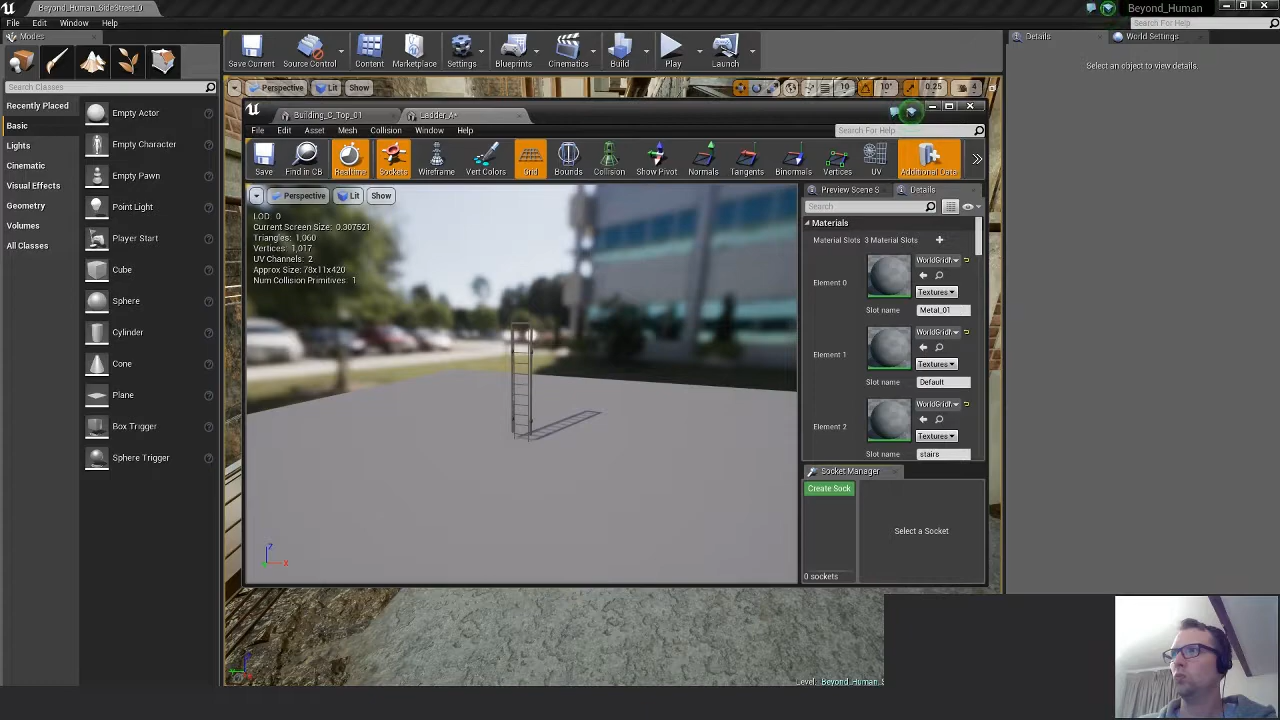 Beyond_Human_SideStreet_0
Beyond_Human
File Edit Window Help
Search For Help
Modes
Details
World Settings
Search Classes
Recently Placed
Basic
Lights
Cinematic
Visual Effects
Geometry
Volumes
All Classes
Empty Actor
Empty Character
Empty Pawn
Point Light
Player Start
Cube
Sphere
Cylinder
Cone
Plane
Box Trigger
Sphere Trigger
Save Current
Source Control
Content
Marketplace
Settings
Blueprints
Cinematics
Build
Play
Launch
Select an object to view details.
Perspective Lit Show
10 10° 0.25 4
Building_C_Top_01
Ladder_A*
File Edit Asset Mesh Collision Window Help
Search For Help
Save Find in CB Realtime Sockets Wireframe Vert Colors Grid Bounds Collision Show Pivot Normals Tangents Binormals Vertices UV Additional Data
Perspective Lit Show
LOD: 0
Current Screen Size: 0.307521
Triangles: 1,060
Vertices: 1,017
UV Channels: 2
Approx Size: 78x11x420
Num Collision Primitives: 1
Z
X
Preview Scene S
Details
Search
Materials
Material Slots 3 Material Slots
Element 0
WorldGridM
Textures
Slot name Metal_01
Element 1
WorldGridM
Textures
Slot name Default
Element 2
WorldGridM
Textures
Slot name stairs
Socket Manager
Create Sock
Select a Socket
0 sockets
Level: Beyond_Human_S